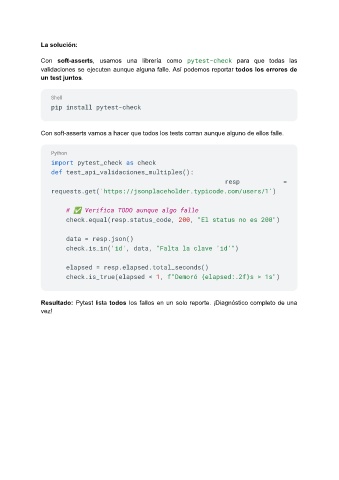 La solución:
Con soft-asserts, usamos una librería como pytest-check para que todas las
validaciones se ejecuten aunque alguna falle. Así podemos reportar todos los errores de
un test juntos.
Shell
pip install pytest-check
Con soft-asserts vamos a hacer que todos los tests corran aunque alguno de ellos falle.
Python
import pytest_check as check
def test_api_validaciones_multiples():
resp =
requests.get('https://jsonplaceholder.typicode.com/users/1')
# ✅ Verifica TODO aunque algo falle
check.equal(resp.status_code, 200, "El status no es 200")
data = resp.json()
check.is_in('id', data, "Falta la clave 'id'")
elapsed = resp.elapsed.total_seconds()
check.is_true(elapsed < 1, f"Demoró {elapsed:.2f}s > 1s")
Resultado: Pytest lista todos los fallos en un solo reporte. ¡Diagnóstico completo de una
vez!